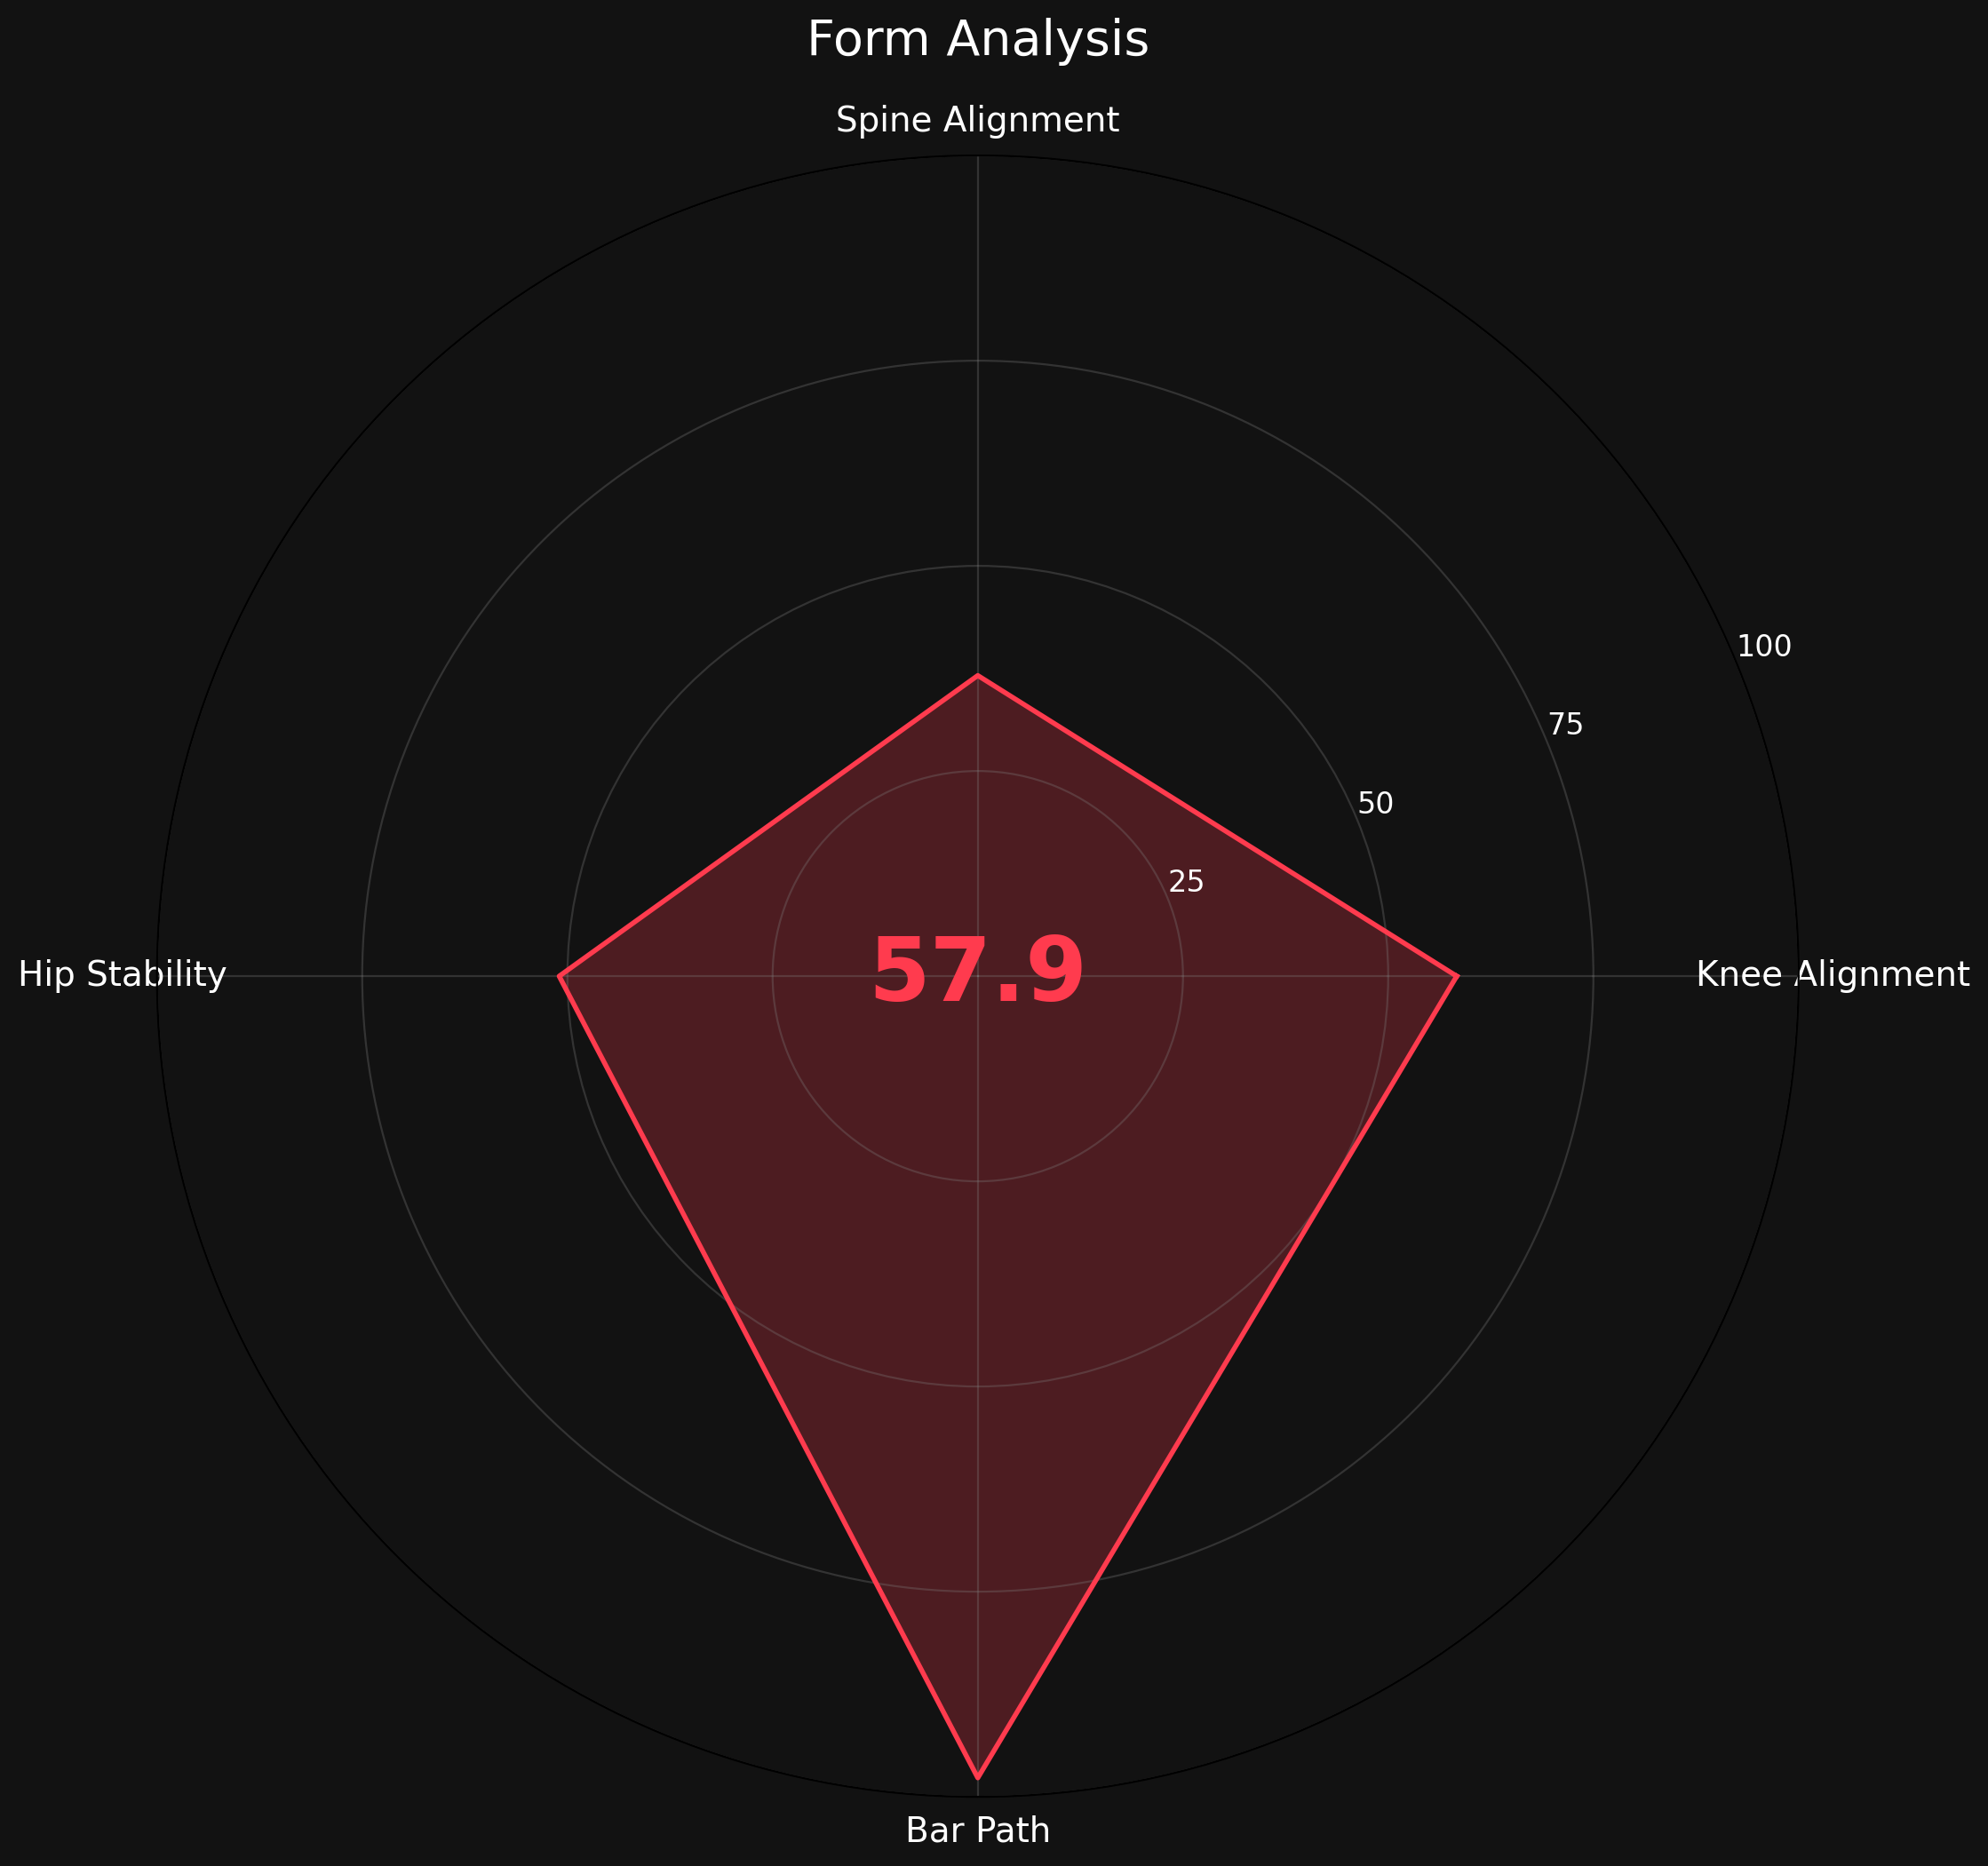 Form Analysis
Spine Alignment
100
75
50
25
57.9
Hip Stability
Knee Alignment
Bar Path